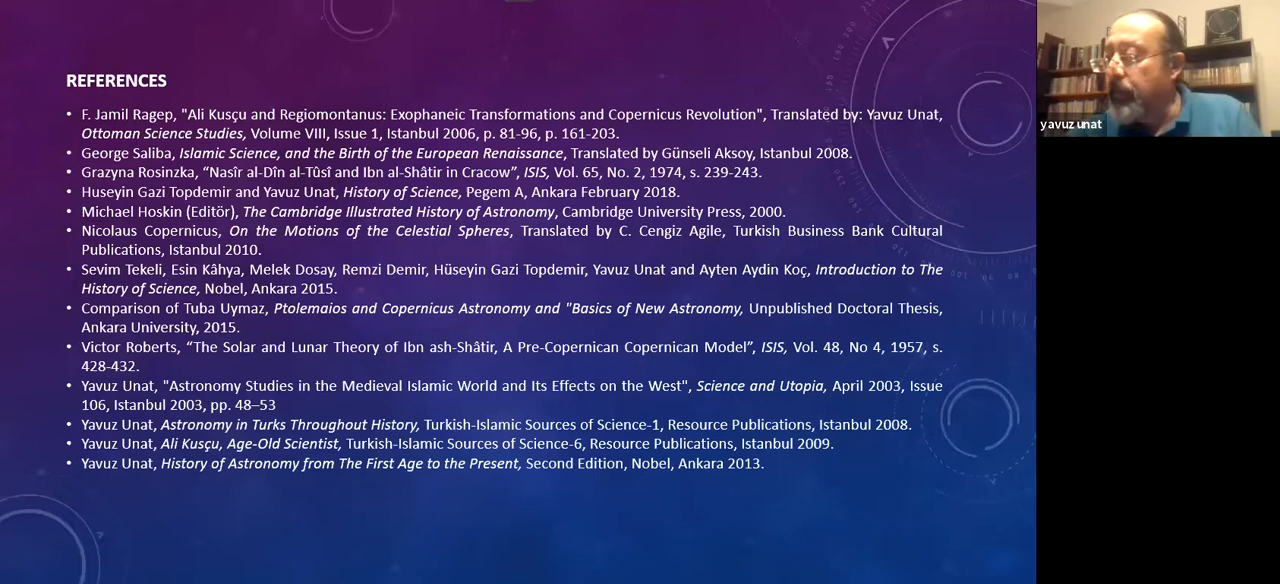 REFERENCES
• F. Jamil Ragep, "Ali Kusçu and Regiomontanus: Exophaneic Transformations and Copernicus Revolution", Translated by: Yavuz Unat,
Ottoman Science Studies, Volume VIII, Issue 1, Istanbul 2006, p. 81-96, p. 161-203.
• George Saliba, Islamic Science, and the Birth of the European Renaissance, Translated by Günseli Aksoy, Istanbul 2008.
• Grazyna Rosinzka, “Nasîr al-Dîn al-Tûsî and Ibn al-Shâtir in Cracow”, ISIS, Vol. 65, No. 2, 1974, s. 239-243.
• Huseyin Gazi Topdemir and Yavuz Unat, History of Science, Pegem A, Ankara February 2018.
• Michael Hoskin (Editör), The Cambridge Illustrated History of Astronomy, Cambridge University Press, 2000.
• Nicolaus Copernicus, On the Motions of the Celestial Spheres, Translated by C. Cengiz Agile, Turkish Business Bank Cultural
Publications, Istanbul 2010.
• Sevim Tekeli, Esin Kâhya, Melek Dosay, Remzi Demir, Hüseyin Gazi Topdemir, Yavuz Unat and Ayten Aydin Koç, Introduction to The
History of Science, Nobel, Ankara 2015.
• Comparison of Tuba Uymaz, Ptolemaios and Copernicus Astronomy and "Basics of New Astronomy, Unpublished Doctoral Thesis,
Ankara University, 2015.
• Victor Roberts, “The Solar and Lunar Theory of Ibn ash-Shâtir, A Pre-Copernican Copernican Model”, ISIS, Vol. 48, No 4, 1957, s.
428-432.
• Yavuz Unat, "Astronomy Studies in the Medieval Islamic World and Its Effects on the West", Science and Utopia, April 2003, Issue
106, Istanbul 2003, pp. 48–53
• Yavuz Unat, Astronomy in Turks Throughout History, Turkish-Islamic Sources of Science-1, Resource Publications, Istanbul 2008.
• Yavuz Unat, Ali Kusçu, Age-Old Scientist, Turkish-Islamic Sources of Science-6, Resource Publications, Istanbul 2009.
• Yavuz Unat, History of Astronomy from The First Age to the Present, Second Edition, Nobel, Ankara 2013.
yavuz unat